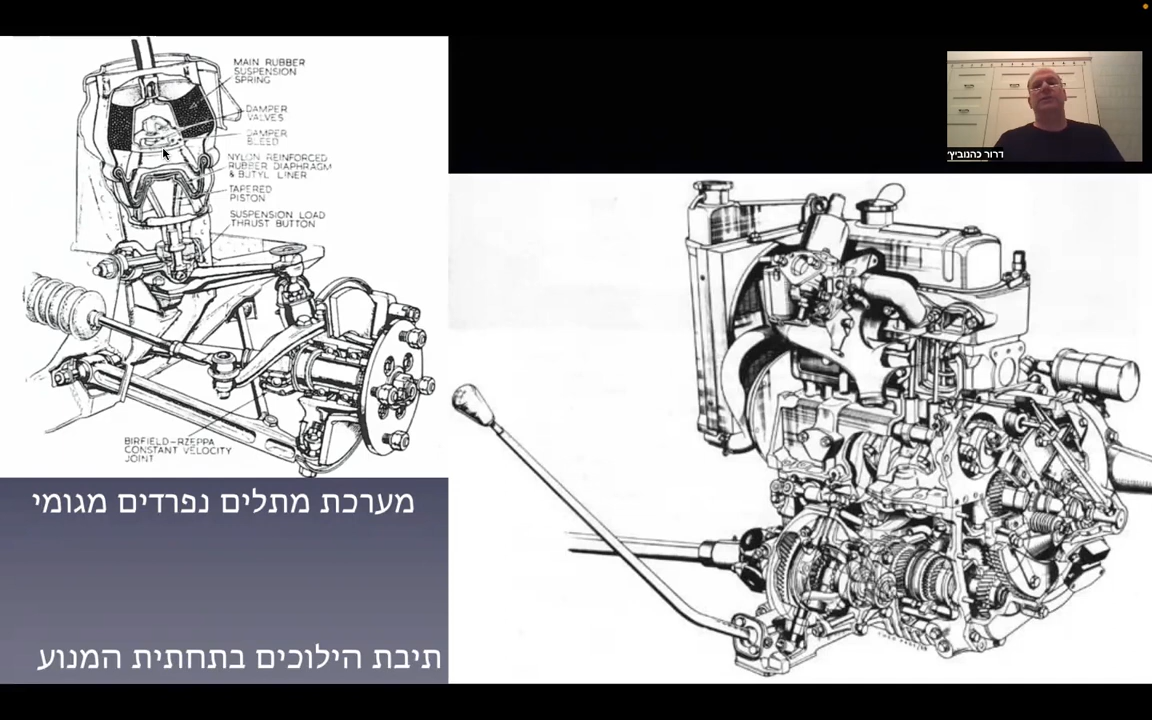 MAIN RUBBER
SUSPENSION
SPRING
DAMPER
VALVES
DAMPER
BLEED
NYLON REINFORCED
RUBBER DIAPHRAGM
& BUTYL LINER
TAPERED
PISTON
SUSPENSION LOAD
THRUST BUTTON
BIRFIELD-RZEPPA
CONSTANT VELOCITY
JOINT
דרור כהנוביץ'
מערכת מתלים נפרדים מגומי
תיבת הילוכים בתחתית המנוע